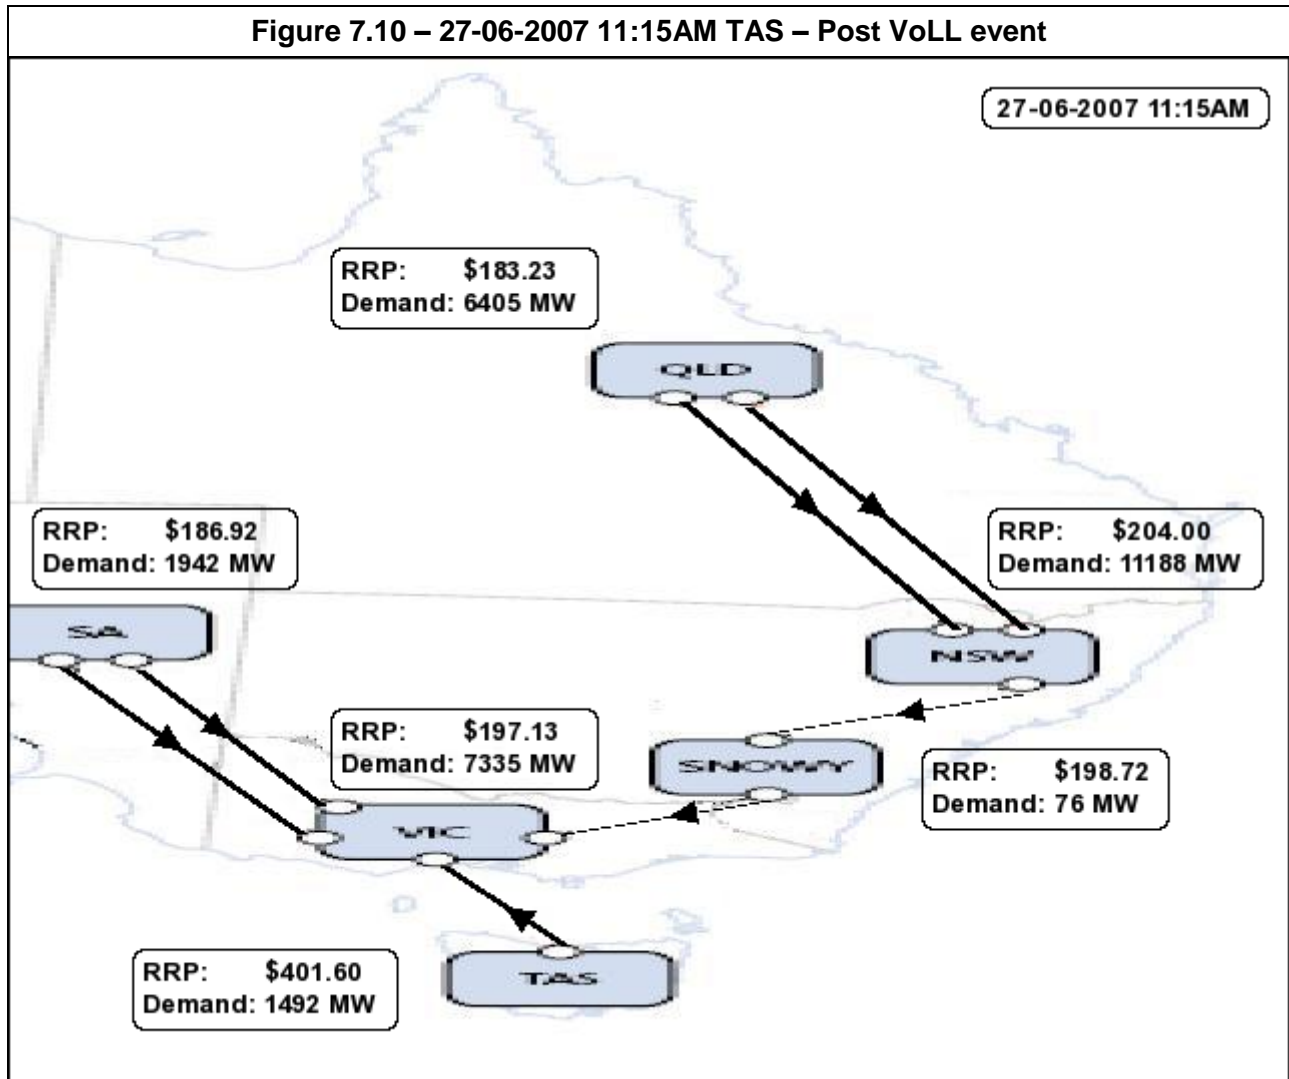 Figure 7.10 – 27-06-2007 11:15AM TAS – Post VoLL event
27-06-2007 11:15AM
RRP: $183.23
Demand: 6405 MW
QLD
RRP: $186.92
Demand: 1942 MW
RRP: $204.00
Demand: 11188 MW
SA
NSW
RRP: $197.13
Demand: 7335 MW
SNOWY
RRP: $198.72
Demand: 76 MW
VIC
RRP: $401.60
Demand: 1492 MW
TAS